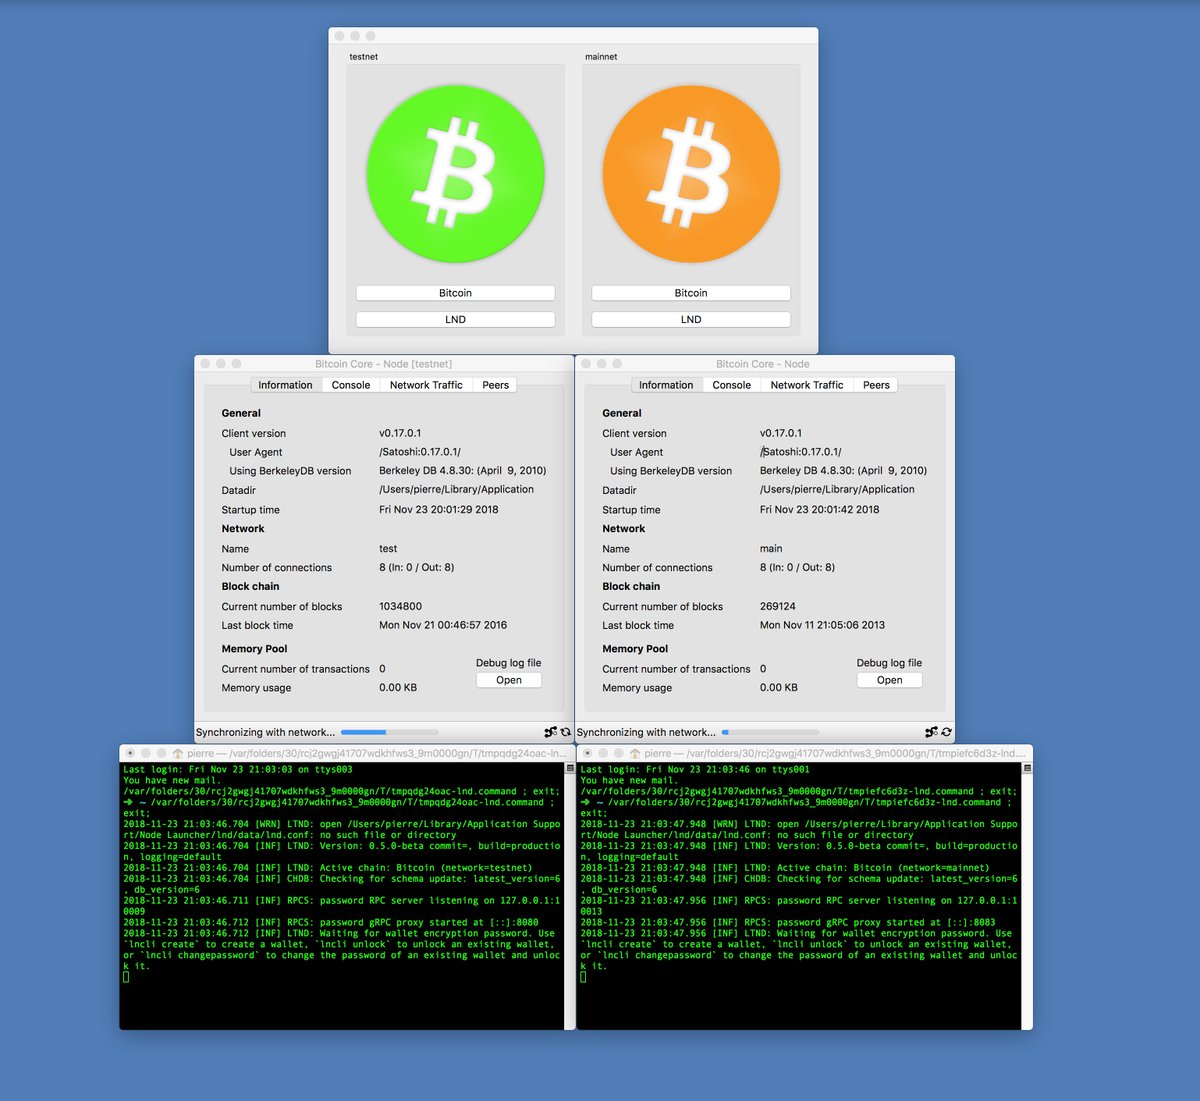 testnet
mainnet
Bitcoin
LND
Bitcoin
LND
Bitcoin Core - Node [testnet]
Information Console Network Traffic Peers
General
Client version v0.17.0.1
User Agent /Satoshi:0.17.0.1/
Using BerkeleyDB version Berkeley DB 4.8.30: (April 9, 2010)
Datadir /Users/pierre/Library/Application
Startup time Fri Nov 23 20:01:29 2018
Network
Name test
Number of connections 8 (In: 0 / Out: 8)
Block chain
Current number of blocks 1034800
Last block time Mon Nov 21 00:46:57 2016
Memory Pool
Current number of transactions 0
Memory usage 0.00 KB
Debug log file
Open
Synchronizing with network...
Bitcoin Core - Node
Information Console Network Traffic Peers
General
Client version v0.17.0.1
User Agent /Satoshi:0.17.0.1/
Using BerkeleyDB version Berkeley DB 4.8.30: (April 9, 2010)
Datadir /Users/pierre/Library/Application
Startup time Fri Nov 23 20:01:42 2018
Network
Name main
Number of connections 8 (In: 0 / Out: 8)
Block chain
Current number of blocks 269124
Last block time Mon Nov 11 21:05:06 2013
Memory Pool
Current number of transactions 0
Memory usage 0.00 KB
Debug log file
Open
Synchronizing with network...
pierre — /var/folders/30/rcj2gwgj41707wdkhfws3_9m0000gn/T/tmpqdg24oac-ln...
Last login: Fri Nov 23 21:03:03 on ttys003
You have new mail.
/var/folders/30/rcj2gwgj41707wdkhfws3_9m0000gn/T/tmpqdg24oac-lnd.command ; exit;
➜ ~ /var/folders/30/rcj2gwgj41707wdkhfws3_9m0000gn/T/tmpqdg24oac-lnd.command ;
exit;
2018-11-23 21:03:46.704 [WRN] LTND: open /Users/pierre/Library/Application Suppo
rt/Node Launcher/lnd/data/lnd.conf: no such file or directory
2018-11-23 21:03:46.704 [INF] LTND: Version: 0.5.0-beta commit=, build=productio
n, logging=default
2018-11-23 21:03:46.704 [INF] LTND: Active chain: Bitcoin (network=testnet)
2018-11-23 21:03:46.704 [INF] CHDB: Checking for schema update: latest_version=6
, db_version=6
2018-11-23 21:03:46.711 [INF] RPCS: password RPC server listening on 127.0.0.1:1
0009
2018-11-23 21:03:46.712 [INF] RPCS: password gRPC proxy started at [::]:8080
2018-11-23 21:03:46.712 [INF] LTND: Waiting for wallet encryption password. Use
`lncli create` to create a wallet, `lncli unlock` to unlock an existing wallet,
or `lncli changepassword` to change the password of an existing wallet and unloc
k it.
pierre — /var/folders/30/rcj2gwgj41707wdkhfws3_9m0000gn/T/tmpiefc6d3z-lnd....
Last login: Fri Nov 23 21:03:46 on ttys001
You have new mail.
/var/folders/30/rcj2gwgj41707wdkhfws3_9m0000gn/T/tmpiefc6d3z-lnd.command ; exit;
➜ ~ /var/folders/30/rcj2gwgj41707wdkhfws3_9m0000gn/T/tmpiefc6d3z-lnd.command ;
exit;
2018-11-23 21:03:47.948 [WRN] LTND: open /Users/pierre/Library/Application Suppo
rt/Node Launcher/lnd/data/lnd.conf: no such file or directory
2018-11-23 21:03:47.948 [INF] LTND: Version: 0.5.0-beta commit=, build=productio
n, logging=default
2018-11-23 21:03:47.948 [INF] LTND: Active chain: Bitcoin (network=mainnet)
2018-11-23 21:03:47.948 [INF] CHDB: Checking for schema update: latest_version=6
, db_version=6
2018-11-23 21:03:47.956 [INF] RPCS: password RPC server listening on 127.0.0.1:1
0013
2018-11-23 21:03:47.956 [INF] RPCS: password gRPC proxy started at [::]:8083
2018-11-23 21:03:47.956 [INF] LTND: Waiting for wallet encryption password. Use
`lncli create` to create a wallet, `lncli unlock` to unlock an existing wallet,
or `lncli changepassword` to change the password of an existing wallet and unloc
k it.